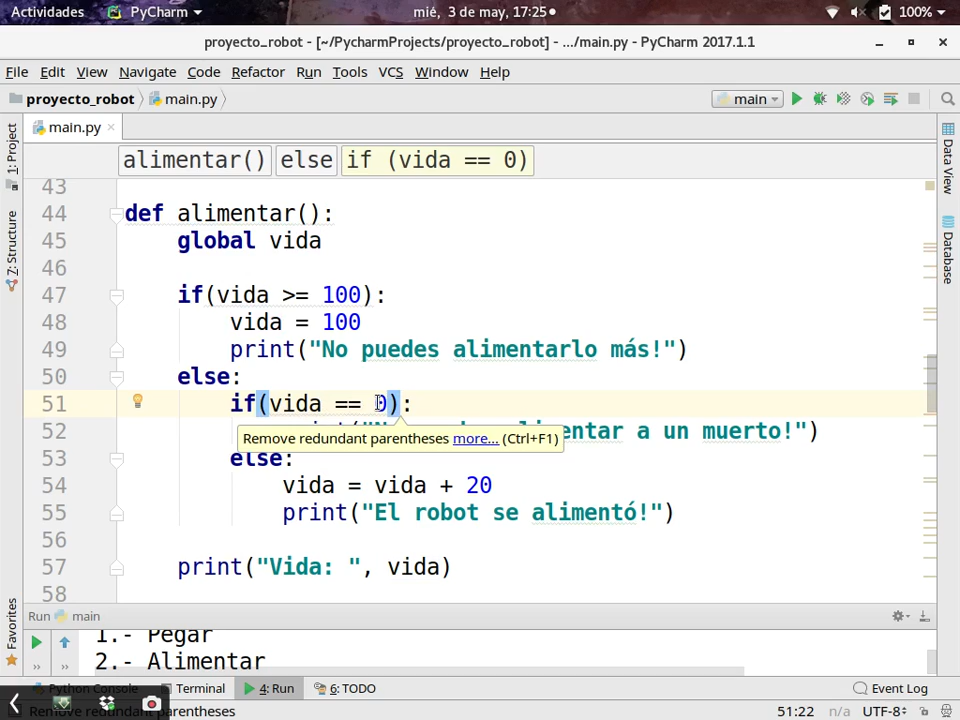 Actividades PyCharm mié, 3 de may, 17:25 100%
proyecto_robot - [~/PycharmProjects/proyecto_robot] - .../main.py - PyCharm 2017.1.1
File Edit View Navigate Code Refactor Run Tools VCS Window Help
proyecto_robot main.py main
main.py
alimentar() else if (vida == 0)
43
44 def alimentar():
45 global vida
46
47 if(vida >= 100):
48 vida = 100
49 print("No puedes alimentarlo más!")
50 else:
51 if(vida == 0):
Remove redundant parentheses more... (Ctrl+F1)
52 alimentar a un muerto!")
53 else:
54 vida = vida + 20
55 print("El robot se alimentó!")
56
57 print("Vida: ", vida)
58
1: Project
7: Structure
Favorites
Data View
Database
Run main
1.- Pegar
2.- Alimentar
Python Console Terminal 4: Run 6: TODO Event Log
Remove redundant parentheses 51:22 n/a UTF-8